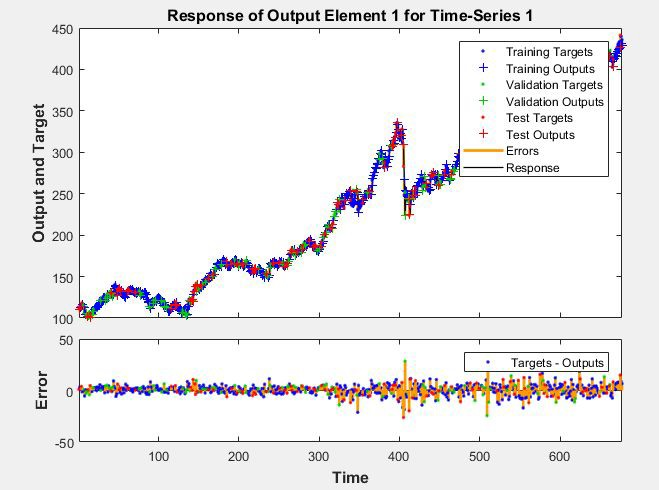 Response of Output Element 1 for Time-Series 1
Output and Target
450
400
350
300
250
200
150
100
Training Targets
Training Outputs
Validation Targets
Validation Outputs
Test Targets
Test Outputs
Errors
Response
Error
50
0
-50
Targets - Outputs
100
200
300
400
500
600
Time